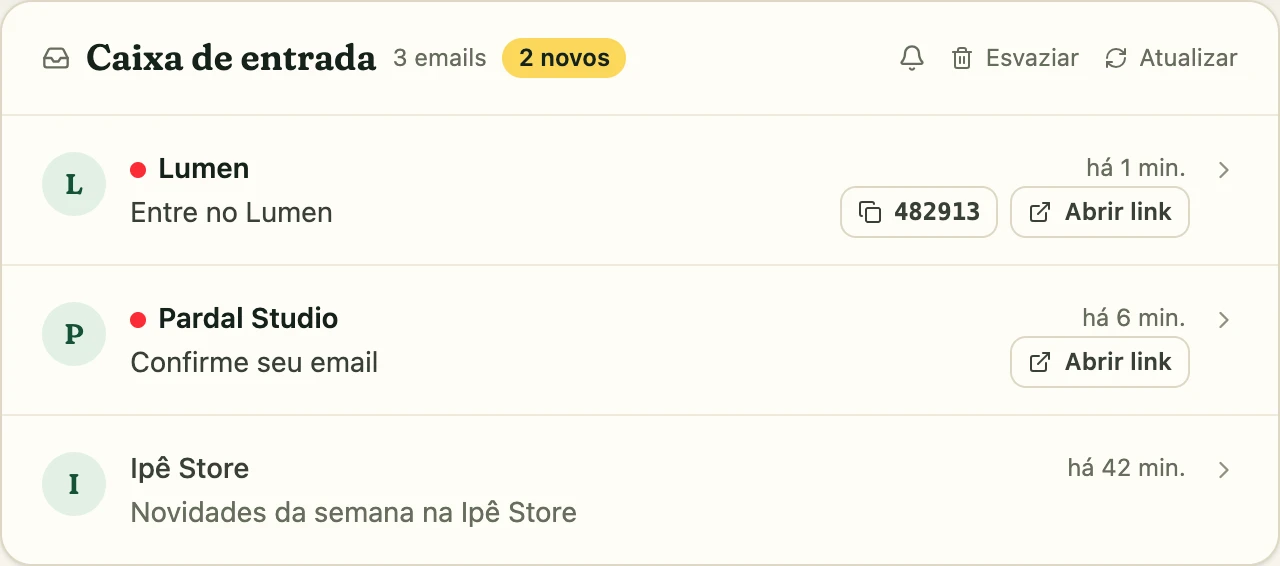 Caixa de entrada 3 emails 2 novos Esvaziar Atualizar
L Lumen há 1 min.
Entre no Lumen 482913 Abrir link
P Pardal Studio há 6 min.
Confirme seu email Abrir link
I Ipê Store há 42 min.
Novidades da semana na Ipê Store